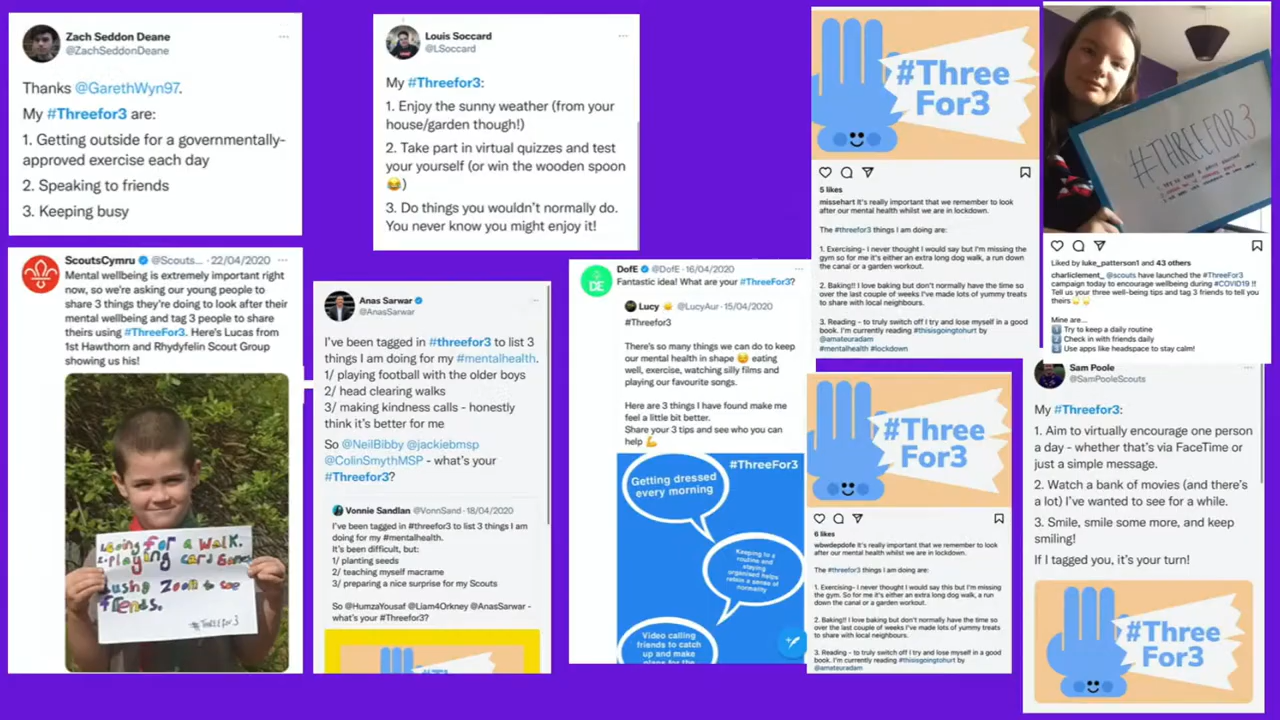 Zach Seddon Deane
@ZachSeddonDeane
Thanks @GarethWyn97.
My #Threefor3 are:
1. Getting outside for a governmentally-
approved exercise each day
2. Speaking to friends
3. Keeping busy
ScoutsCymru @Scouts... · 22/04/2020
Mental wellbeing is extremely important right
now, so we're asking our young people to
share 3 things they're doing to look after their
mental wellbeing and tag 3 people to share
theirs using #ThreeFor3. Here's Lucas from
1st Hawthorn and Rhydyfelin Scout Group
showing us his!
Going for a walk.
Playing card games
using Zoom to see
friends.
#THREEFOR3
Louis Soccard
@LSoccard
My #Threefor3:
1. Enjoy the sunny weather (from your
house/garden though!)
2. Take part in virtual quizzes and test
your yourself (or win the wooden spoon
😂)
3. Do things you wouldn't normally do.
You never know you might enjoy it!
Anas Sarwar
@AnasSarwar
I've been tagged in #threefor3 to list 3
things I am doing for my #mentalhealth.
1/ playing football with the older boys
2/ head clearing walks
3/ making kindness calls - honestly
think it's better for me
So @NeilBibby @jackiebmsp
@ColinSmythMSP - what's your
#Threefor3?
Vonnie Sandlan @VonnSand · 18/04/2020
I've been tagged in #threefor3 to list 3 things I am
doing for my #mentalhealth.
It's been difficult, but:
1/ planting seeds
2/ teaching myself macrame
3/ preparing a nice surprise for my Scouts
So @HumzaYousaf @Liam4Orkney @AnasSarwar -
what's your #Threefor3?
DofE @DofE · 16/04/2020
Fantastic idea! What are your #ThreeFor3?
Lucy @LucyAur · 15/04/2020
#Threefor3
There's so many things we can do to keep
our mental health in shape 😊 eating
well, exercise, watching silly films and
playing our favourite songs.
Here are 3 things I have found make me
feel a little bit better.
Share your 3 tips and see who you can
help 💪
#ThreeFor3
Getting dressed
every morning
Keeping to a
routine and
staying
organised helps
retain a sense of
normality
Video calling
friends to catch
up and make
#Three
For3
5 likes
missehart It's really important that we remember to look
after our mental health whilst we are in lockdown.
The #threefor3 things I am doing are:
1. Exercising- I never thought I would say but I'm missing the
gym so for me it's either an extra long dog walk, a run down
the canal or a garden workout.
2. Baking!! I love baking but don't normally have the time so
over the last couple of weeks I've made lots of yummy treats
to share with local neighbours.
3. Reading - to truly switch off I try and lose myself in a good
book. I'm currently reading #thisisgoingtohurt by
@amateuradam
#mentalhealth #lockdown
#Three
For3
6 likes
wbwdepdofe It's really important that we remember to look
after our mental health whilst we are in lockdown.
The #threefor3 things I am doing are:
1. Exercising- I never thought I would say this but I'm missing
the gym. So for me it's either an extra long dog walk, a run
down the canal or a garden workout.
2. Baking!! I love baking but don't normally have the time so
over the last couple of weeks I've made lots of yummy treats
to share with local neighbours.
3. Reading - to truly switch off I try and lose myself in a good
book. I'm currently reading #thisisgoingtohurt by
@amateuradam
#THREEFOR3
Liked by luke_patterson1 and 43 others
charliclement_ @scouts have launched the #ThreeFor3
campaign today to encourage wellbeing during #COVID19 !!
Tell us your three well-being tips and tag 3 friends to tell you
theirs
Mine are...
1 Try to keep a daily routine
2 Check in with friends daily
3 Use apps like headspace to stay calm!
Sam Poole
@SamPooleScouts
My #Threefor3:
1. Aim to virtually encourage one person
a day - whether that's via FaceTime or
just a simple message.
2. Watch a bank of movies (and there's
a lot) I've wanted to see for a while.
3. Smile, smile some more, and keep
smiling!
If I tagged you, it's your turn!
#Three
For3